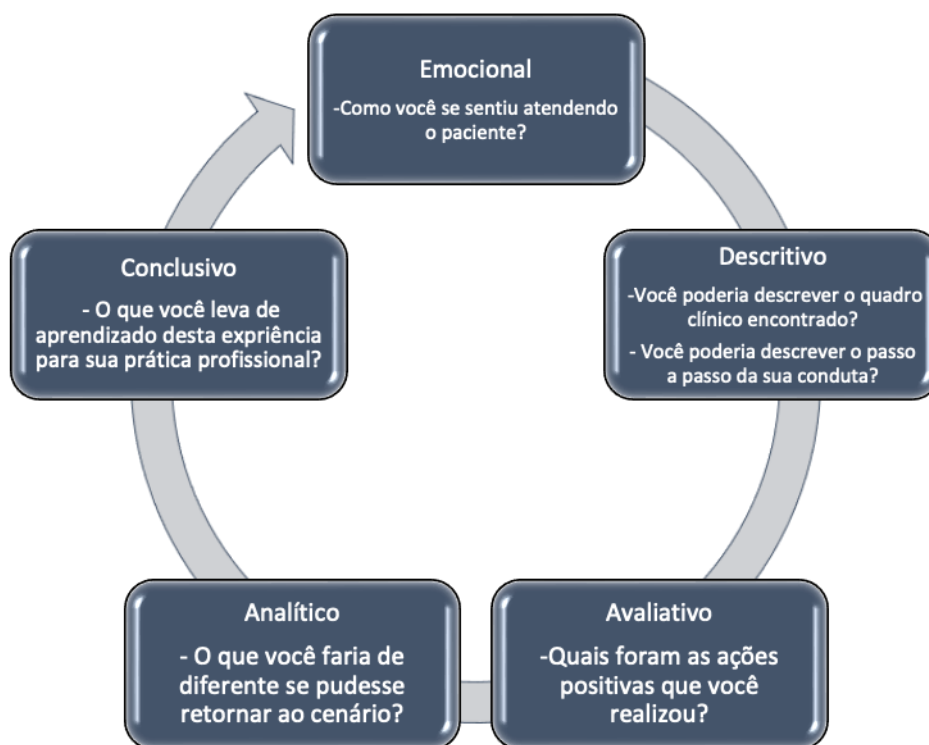 Emocional
-Como você se sentiu atendendo
o paciente?
Descritivo
-Você poderia descrever o quadro
clínico encontrado?
- Você poderia descrever o passo
a passo da sua conduta?
Avaliativo
-Quais foram as ações
positivas que você
realizou?
Analítico
- O que você faria de
diferente se pudesse
retornar ao cenário?
Conclusivo
- O que você leva de
aprendizado desta expriência
para sua prática profissional?